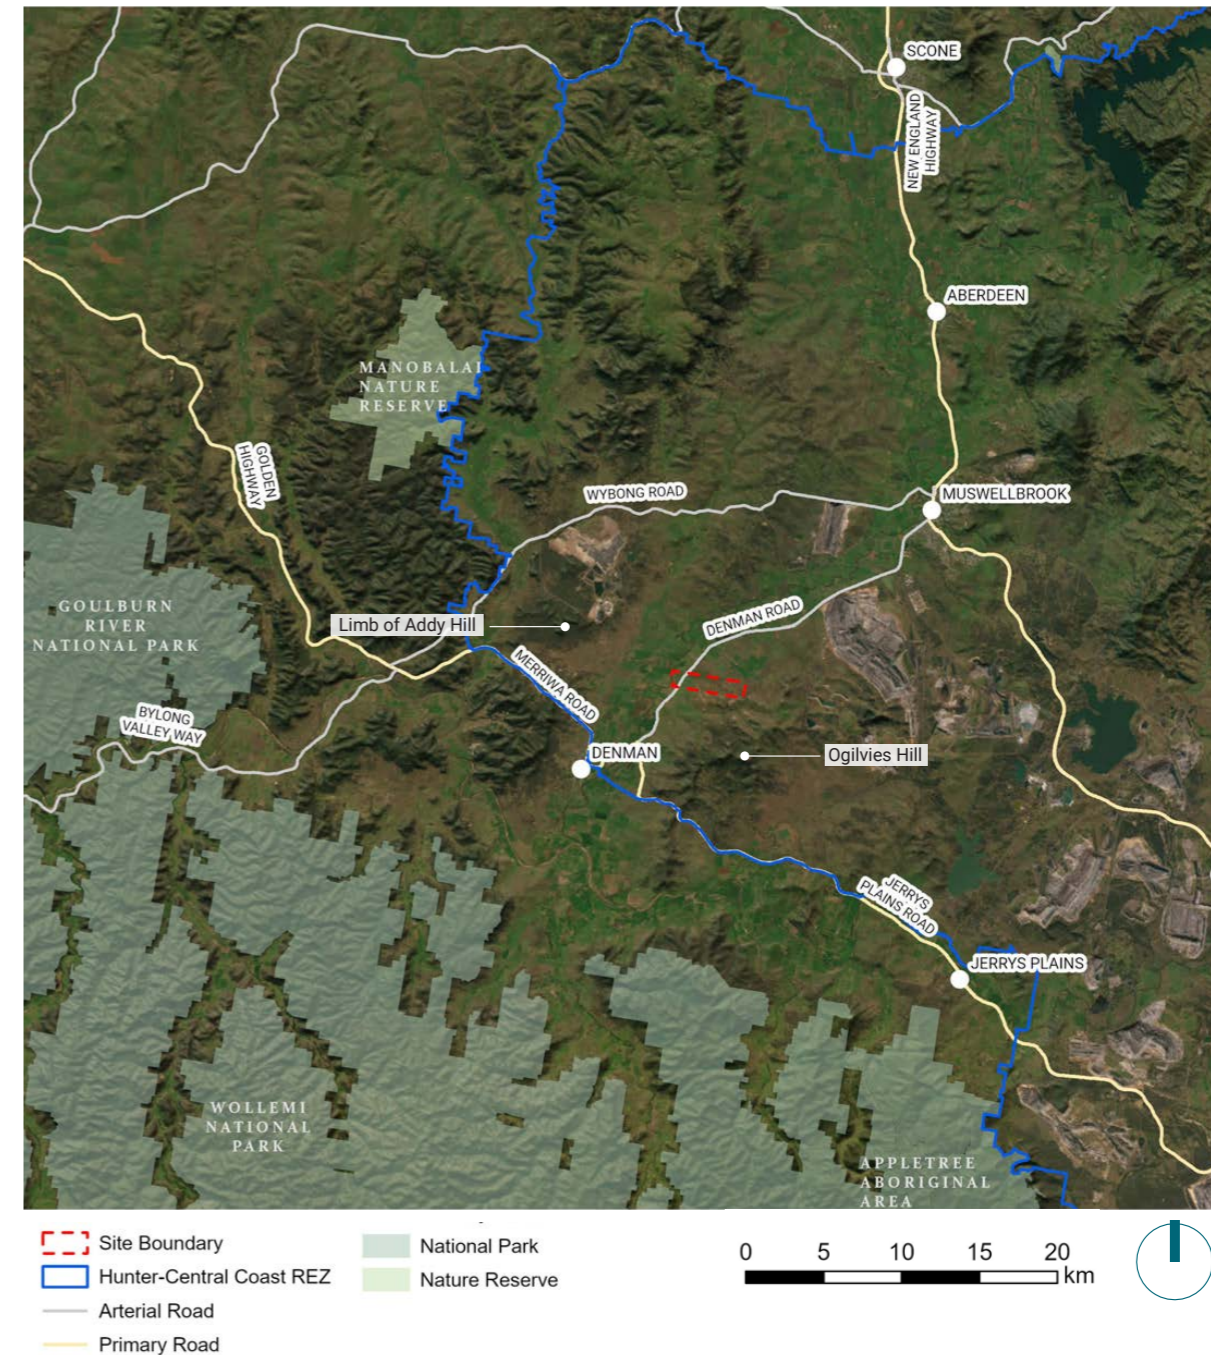 SCONE
NEW ENGLAND
HIGHWAY
ABERDEEN
MANOBALAI
NATURE
RESERVE
GOLDEN
HIGHWAY
WYBONG ROAD
MUSWELLBROOK
GOULBURN
RIVER
NATIONAL PARK
Limb of Addy Hill
DENMAN ROAD
MERRIWA ROAD
BYLONG
VALLEY WAY
DENMAN
Ogilvies Hill
JERRYS
PLAINS ROAD
JERRYS PLAINS
WOLLEMI
NATIONAL
PARK
APPLETREE
ABORIGINAL
AREA
Site Boundary
Hunter-Central Coast REZ
Arterial Road
Primary Road
National Park
Nature Reserve
0 5 10 15 20
km